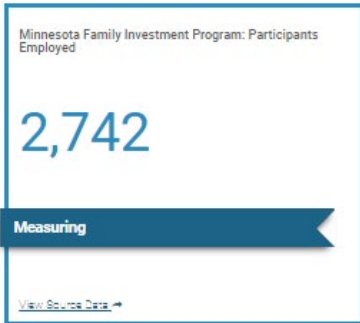 Minnesota Family Investment Program: Participants
Employed
2,742
Measuring
View Source Data